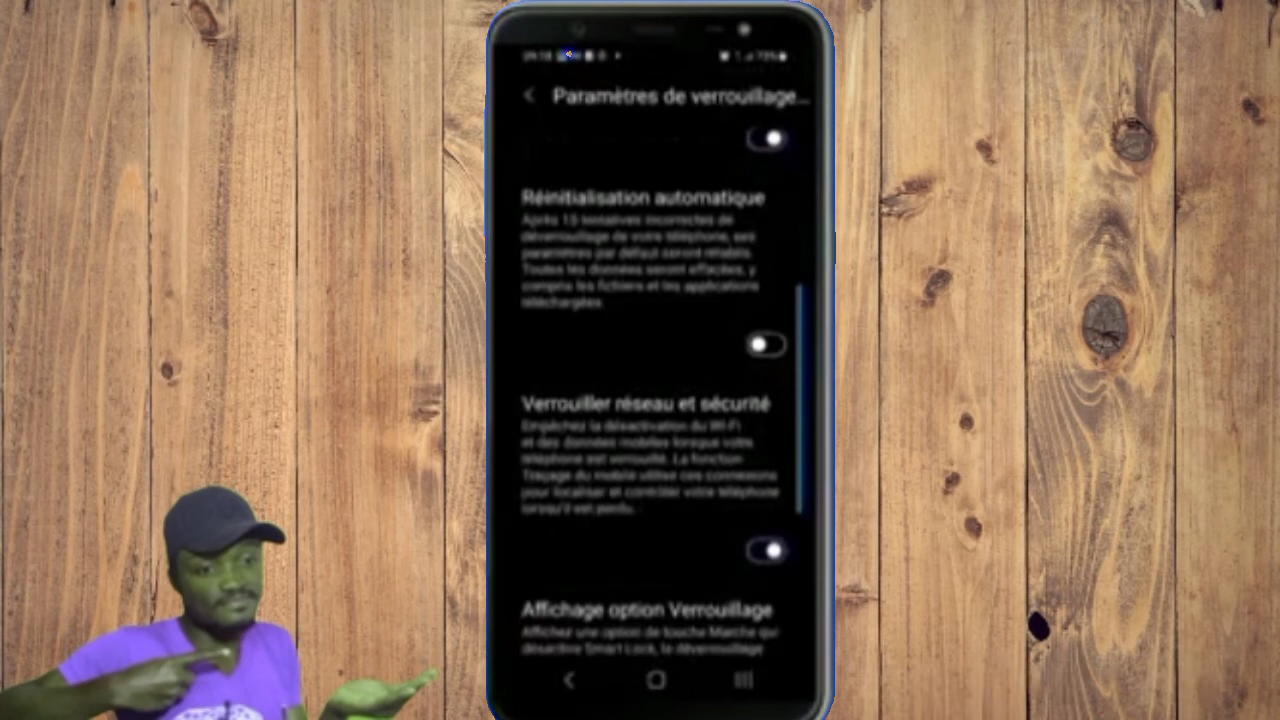 09:18
73%
Paramètres de verrouillage...
Réinitialisation automatique
Après 15 tentatives incorrectes de
déverrouillage de votre téléphone, ses
paramètres par défaut seront rétablis.
Toutes les données seront effacées, y
compris les fichiers et les applications
téléchargées.
Verrouiller réseau et sécurité
Empêchez la désactivation du Wi-Fi
et des données mobiles lorsque votre
téléphone est verrouillé. La fonction
Traçage du mobile utilise ces connexions
pour localiser et contrôler votre téléphone
lorsqu'il est perdu.
Affichage option Verrouillage
Affichez une option de touche Marche qui
désactive Smart Lock, le déverrouillage